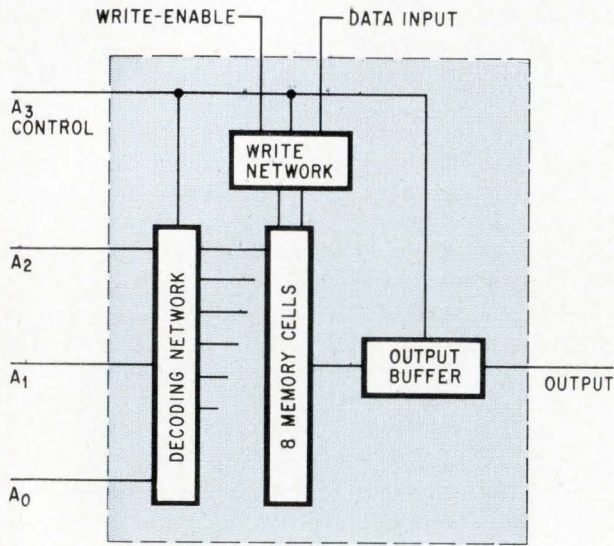 WRITE-ENABLE
DATA INPUT
A3
CONTROL
WRITE
NETWORK
A2
DECODING NETWORK
8 MEMORY CELLS
OUTPUT
BUFFER
A1
OUTPUT
A0